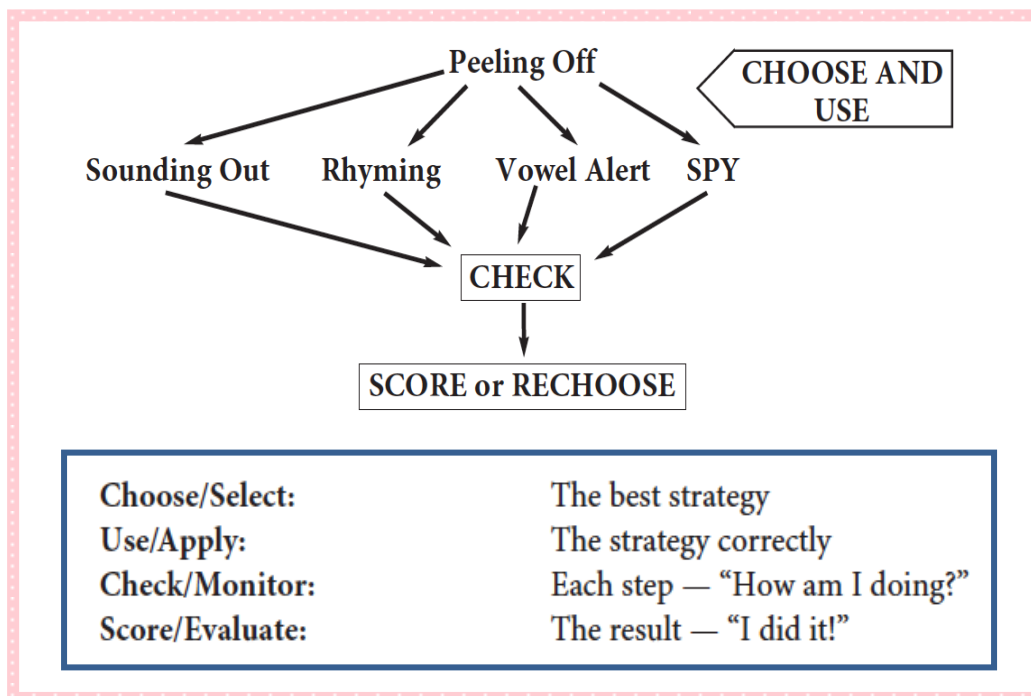 Peeling Off
CHOOSE AND
USE
Sounding Out Rhyming Vowel Alert SPY
CHECK
SCORE or RECHOOSE
Choose/Select: The best strategy
Use/Apply: The strategy correctly
Check/Monitor: Each step — “How am I doing?”
Score/Evaluate: The result — “I did it!”